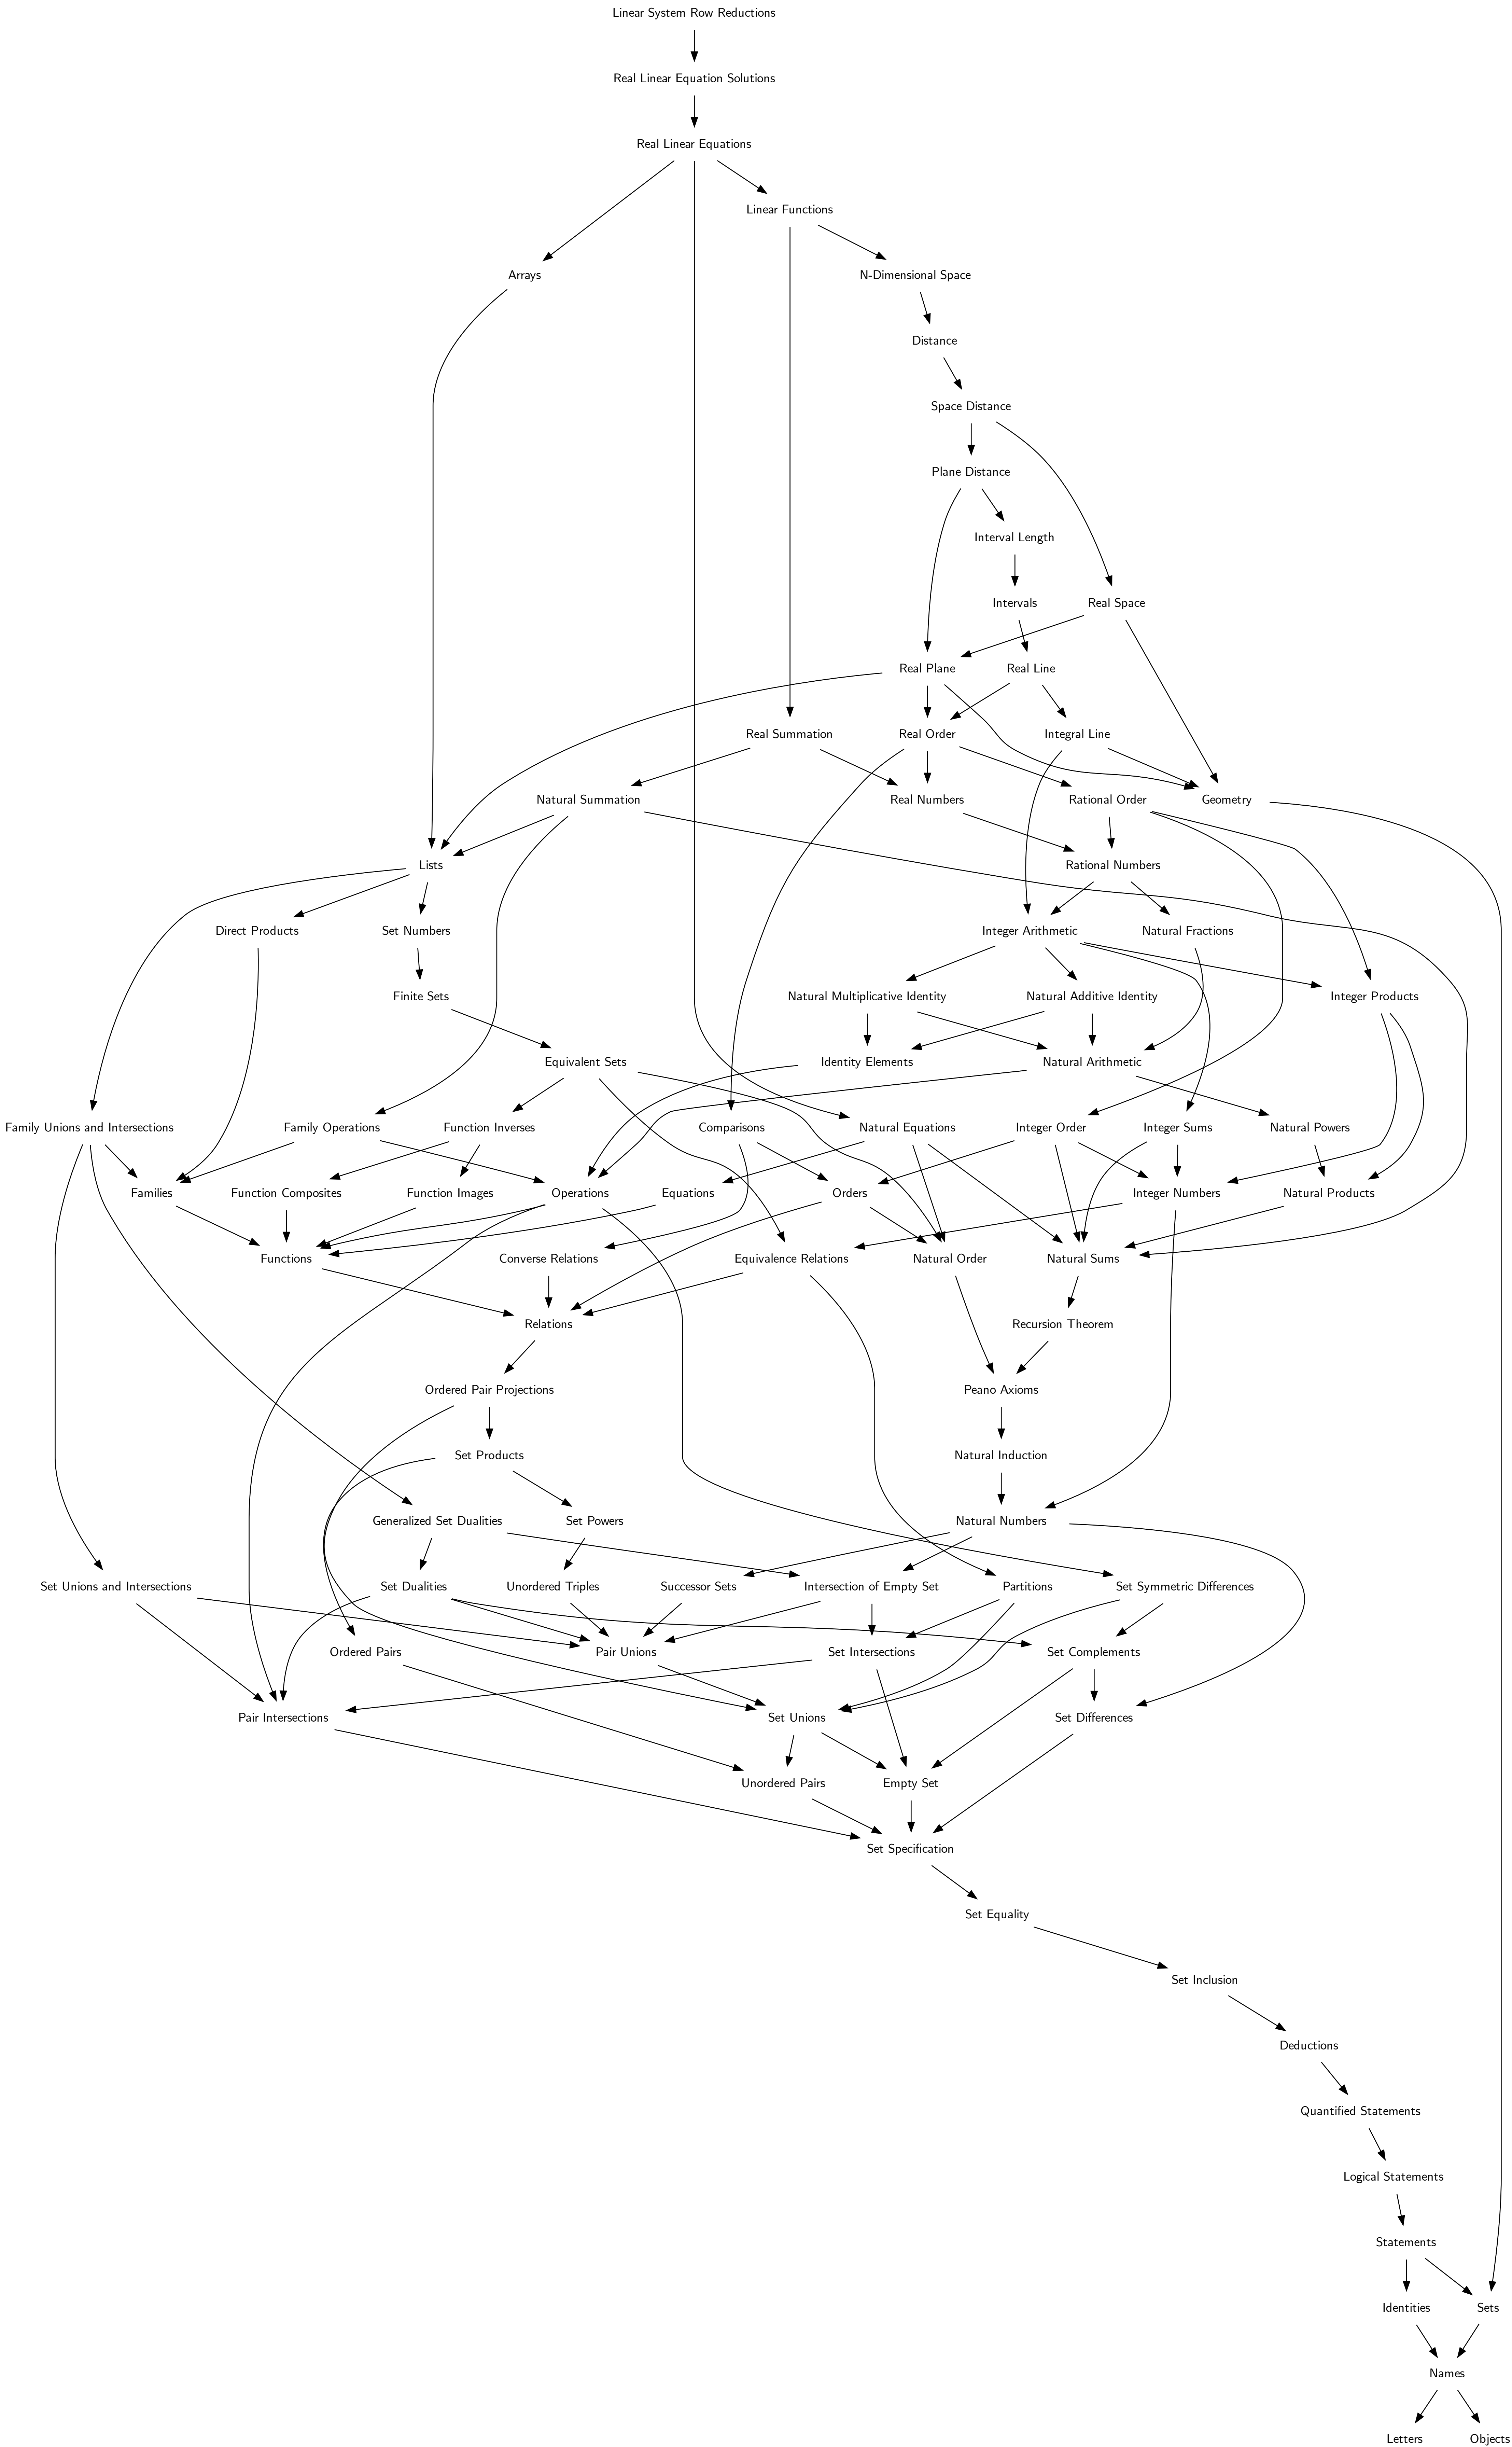 Linear System Row Reductions
Real Linear Equation Solutions
Real Linear Equations
Linear Functions
Arrays
N-Dimensional Space
Distance
Space Distance
Plane Distance
Interval Length
Intervals
Real Space
Real Plane
Real Line
Real Summation
Real Order
Integral Line
Natural Summation
Real Numbers
Rational Order
Geometry
Lists
Rational Numbers
Direct Products
Set Numbers
Integer Arithmetic
Natural Fractions
Finite Sets
Natural Multiplicative Identity
Natural Additive Identity
Integer Products
Equivalent Sets
Identity Elements
Natural Arithmetic
Family Unions and Intersections
Family Operations
Function Inverses
Comparisons
Natural Equations
Integer Order
Integer Sums
Natural Powers
Families
Function Composites
Function Images
Operations
Equations
Orders
Integer Numbers
Natural Products
Functions
Converse Relations
Equivalence Relations
Natural Order
Natural Sums
Relations
Recursion Theorem
Ordered Pair Projections
Peano Axioms
Set Products
Natural Induction
Generalized Set Dualities
Set Powers
Natural Numbers
Set Unions and Intersections
Set Dualities
Unordered Triples
Successor Sets
Intersection of Empty Set
Partitions
Set Symmetric Differences
Ordered Pairs
Pair Unions
Set Intersections
Set Complements
Pair Intersections
Set Unions
Set Differences
Unordered Pairs
Empty Set
Set Specification
Set Equality
Set Inclusion
Deductions
Quantified Statements
Logical Statements
Statements
Identities
Sets
Names
Letters
Objects